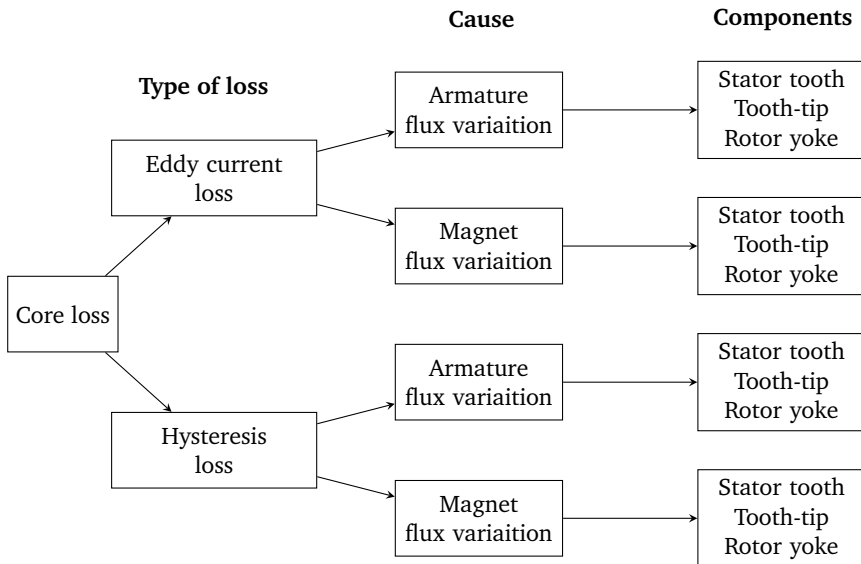 Cause
Components
Type of loss
Armature
flux variaition
Stator tooth
Tooth-tip
Rotor yoke
Eddy current
loss
Magnet
flux variaition
Stator tooth
Tooth-tip
Rotor yoke
Core loss
Armature
flux variaition
Stator tooth
Tooth-tip
Rotor yoke
Hysteresis
loss
Magnet
flux variaition
Stator tooth
Tooth-tip
Rotor yoke